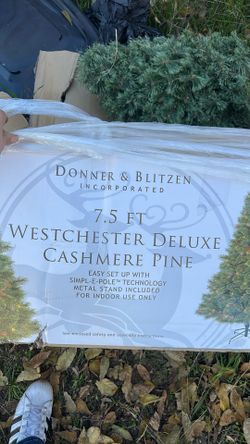 DONNER & BLITZEN
INCORPORATED
7.5 FT
WESTCHESTER DELUXE
CASHMERE PINE
EASY SET UP WITH
SIMPL-E-POLE™ TECHNOLOGY
METAL STAND INCLUDED
FOR INDOOR USE ONLY